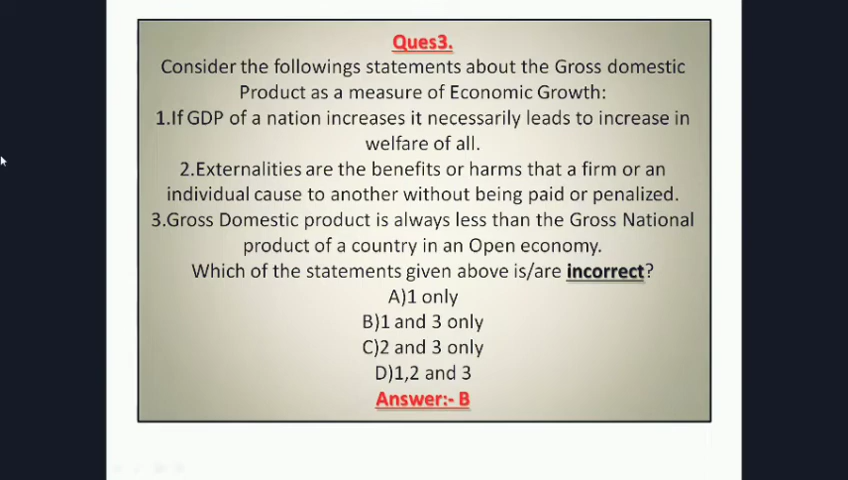 Ques3.
Consider the followings statements about the Gross domestic
Product as a measure of Economic Growth:
1.If GDP of a nation increases it necessarily leads to increase in
welfare of all.
2.Externalities are the benefits or harms that a firm or an
individual cause to another without being paid or penalized.
3.Gross Domestic product is always less than the Gross National
product of a country in an Open economy.
Which of the statements given above is/are incorrect?
A)1 only
B)1 and 3 only
C)2 and 3 only
D)1,2 and 3
Answer:- B